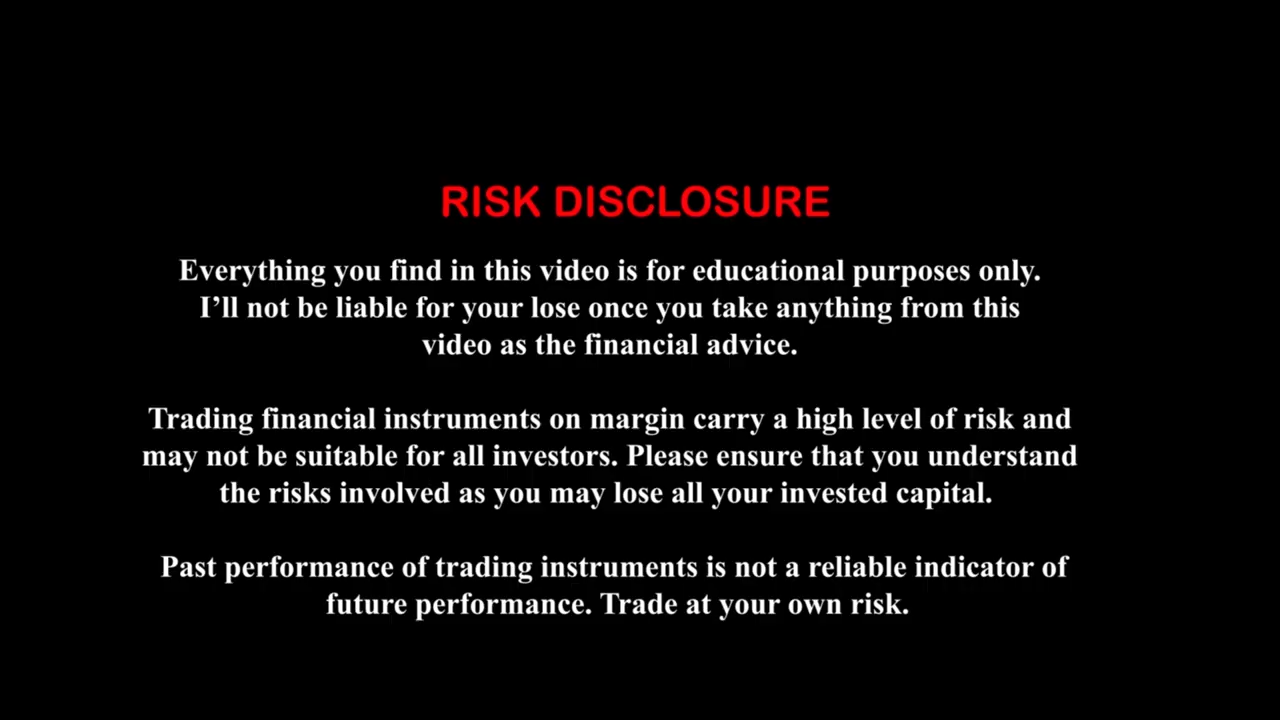 RISK DISCLOSURE
Everything you find in this video is for educational purposes only.
I’ll not be liable for your lose once you take anything from this
video as the financial advice.
Trading financial instruments on margin carry a high level of risk and
may not be suitable for all investors. Please ensure that you understand
the risks involved as you may lose all your invested capital.
Past performance of trading instruments is not a reliable indicator of
future performance. Trade at your own risk.